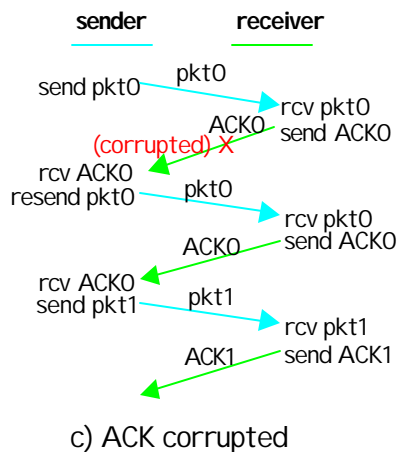 sender receiver
pkt0
send pkt0
rcv pkt0
ACK0
send ACK0
(corrupted) X
rcv ACK0
pkt0
resend pkt0
rcv pkt0
send ACK0
ACK0
rcv ACK0
pkt1
send pkt1
rcv pkt1
ACK1
send ACK1
c) ACK corrupted